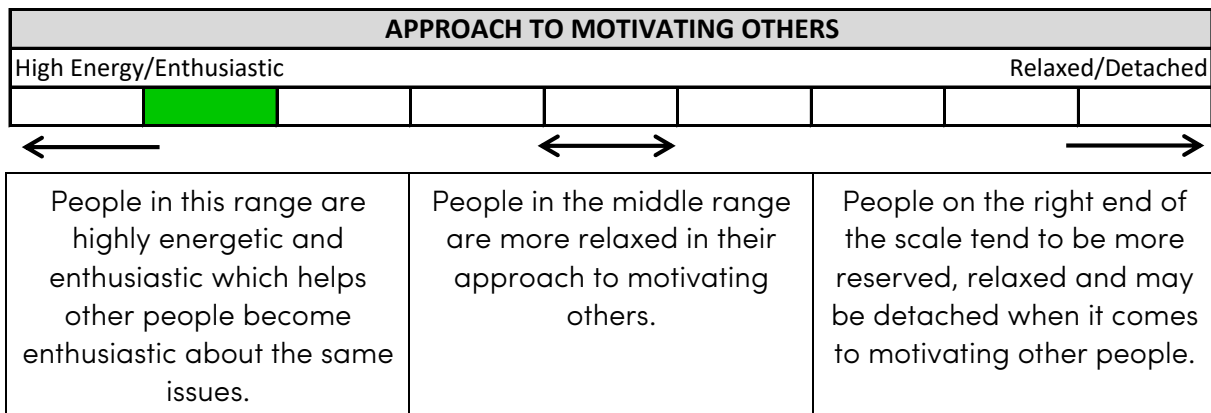 APPROACH TO MOTIVATING OTHERS
High Energy/Enthusiastic
Relaxed/Detached
People in this range are
highly energetic and
enthusiastic which helps
other people become
enthusiastic about the same
issues.
People in the middle range
are more relaxed in their
approach to motivating
others.
People on the right end of
the scale tend to be more
reserved, relaxed and may
be detached when it comes
to motivating other people.